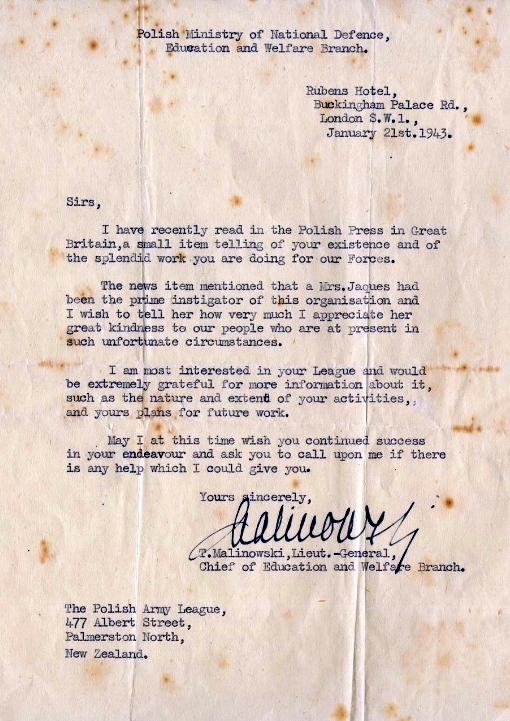 Polish Ministry of National Defence,
Education and Welfare Branch.
Rubens Hotel,
Buckingham Palace Rd.,
London S.W.1.,
January 21st.1943.
Sirs,
I have recently read in the Polish Press in Great
Britain,a small item telling of your existence and of
the splendid work you are doing for our Forces.
The news item mentioned that a Mrs.Jaques had
been the prime instigator of this organisation and
I wish to tell her how very much I appreciate her
great kindness to our people who are at present in
such unfortunate circumstances.
I am most interested in your League and would
be extremely grateful for more information about it,
such as the nature and extent of your activities,
and yours plans for future work.
May I at this time wish you continued success
in your endeavour and ask you to call upon me if there
is any help which I could give you.
Yours sincerely,
Malinowski
T.Malinowski,Lieut.-General,
Chief of Education and Welfare Branch.
The Polish Army League,
477 Albert Street,
Palmerston North,
New Zealand.